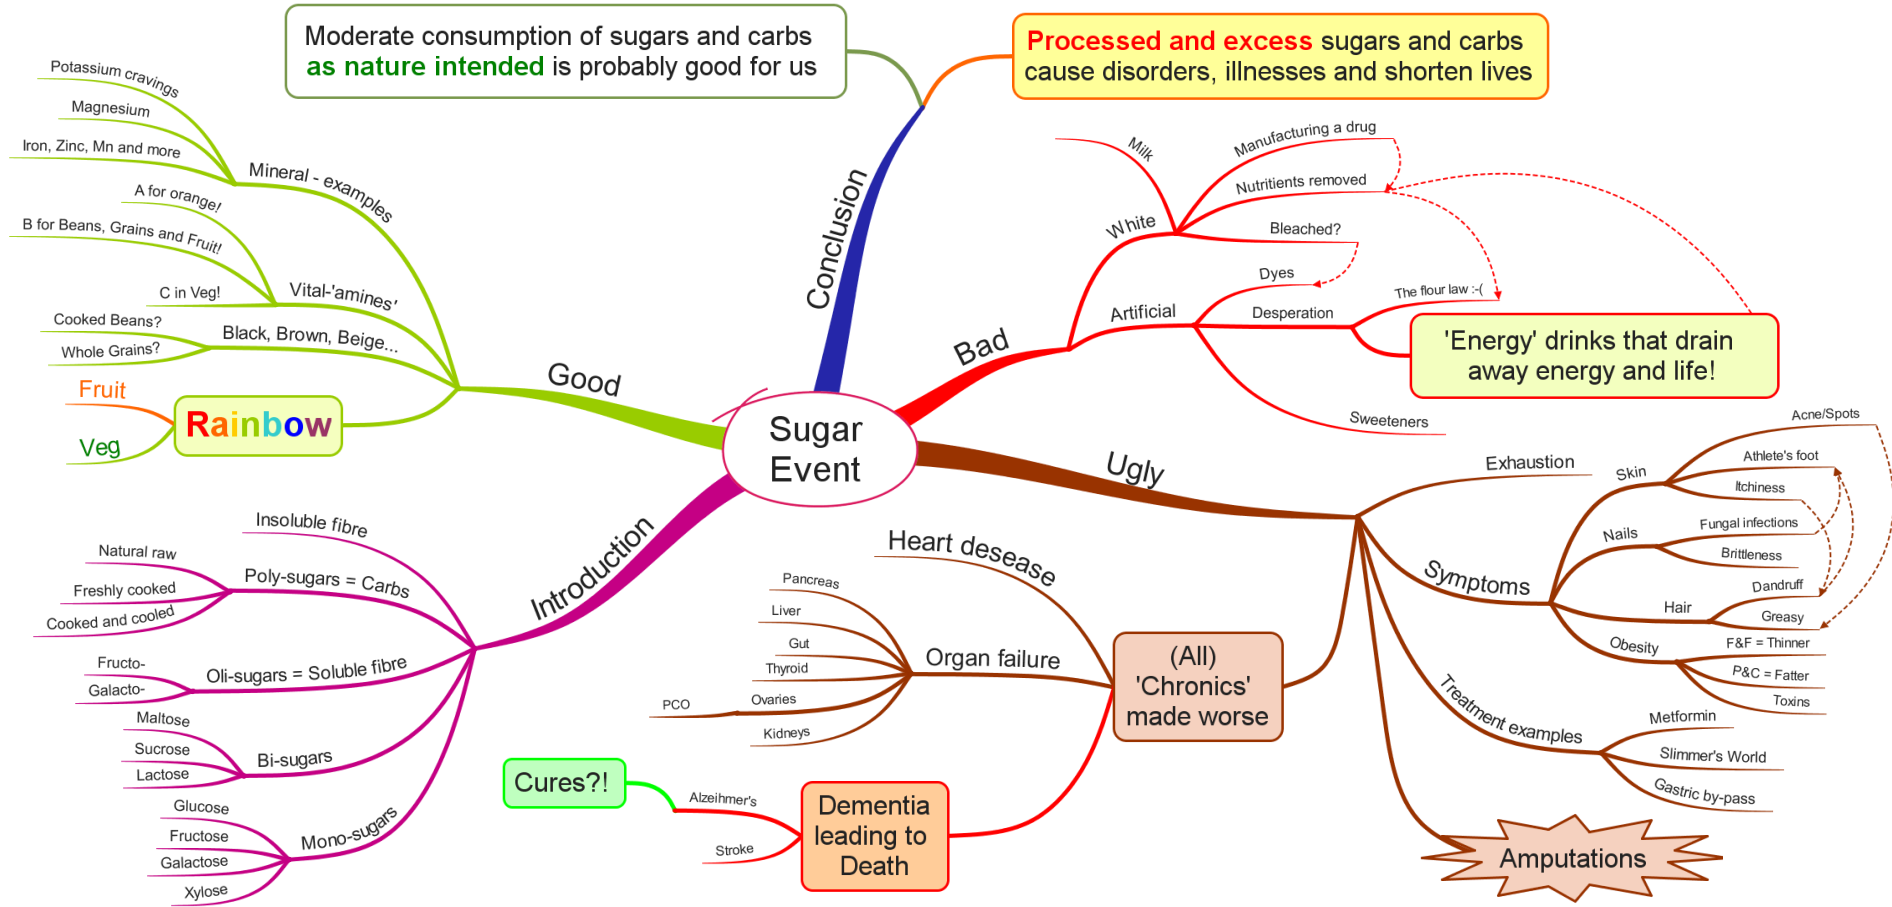 Moderate consumption of sugars and carbs
as nature intended is probably good for us
Processed and excess sugars and carbs
cause disorders, illnesses and shorten lives
Conclusion
Sugar
Event
Good
Mineral - examples
Potassium cravings
Magnesium
Iron, Zinc, Mn and more
Vital-'amines'
A for orange!
B for Beans, Grains and Fruit!
C in Veg!
Black, Brown, Beige...
Cooked Beans?
Whole Grains?
Rainbow
Fruit
Veg
Bad
White
Milk
Manufacturing a drug
Nutritients removed
Bleached?
Artificial
Dyes
Desperation
The flour law :-(
'Energy' drinks that drain
away energy and life!
Sweeteners
Ugly
Exhaustion
Symptoms
Skin
Acne/Spots
Athlete's foot
Itchiness
Nails
Fungal infections
Brittleness
Hair
Dandruff
Greasy
Obesity
F&F = Thinner
P&C = Fatter
Toxins
Treatment examples
Metformin
Slimmer's World
Gastric by-pass
Amputations
(All)
'Chronics'
made worse
Heart desease
Organ failure
Pancreas
Liver
Gut
Thyroid
Ovaries
PCO
Kidneys
Dementia
leading to
Death
Alzeihmer's
Cures?!
Stroke
Introduction
Insoluble fibre
Poly-sugars = Carbs
Natural raw
Freshly cooked
Cooked and cooled
Oli-sugars = Soluble fibre
Fructo-
Galacto-
Bi-sugars
Maltose
Sucrose
Lactose
Mono-sugars
Glucose
Fructose
Galactose
Xylose